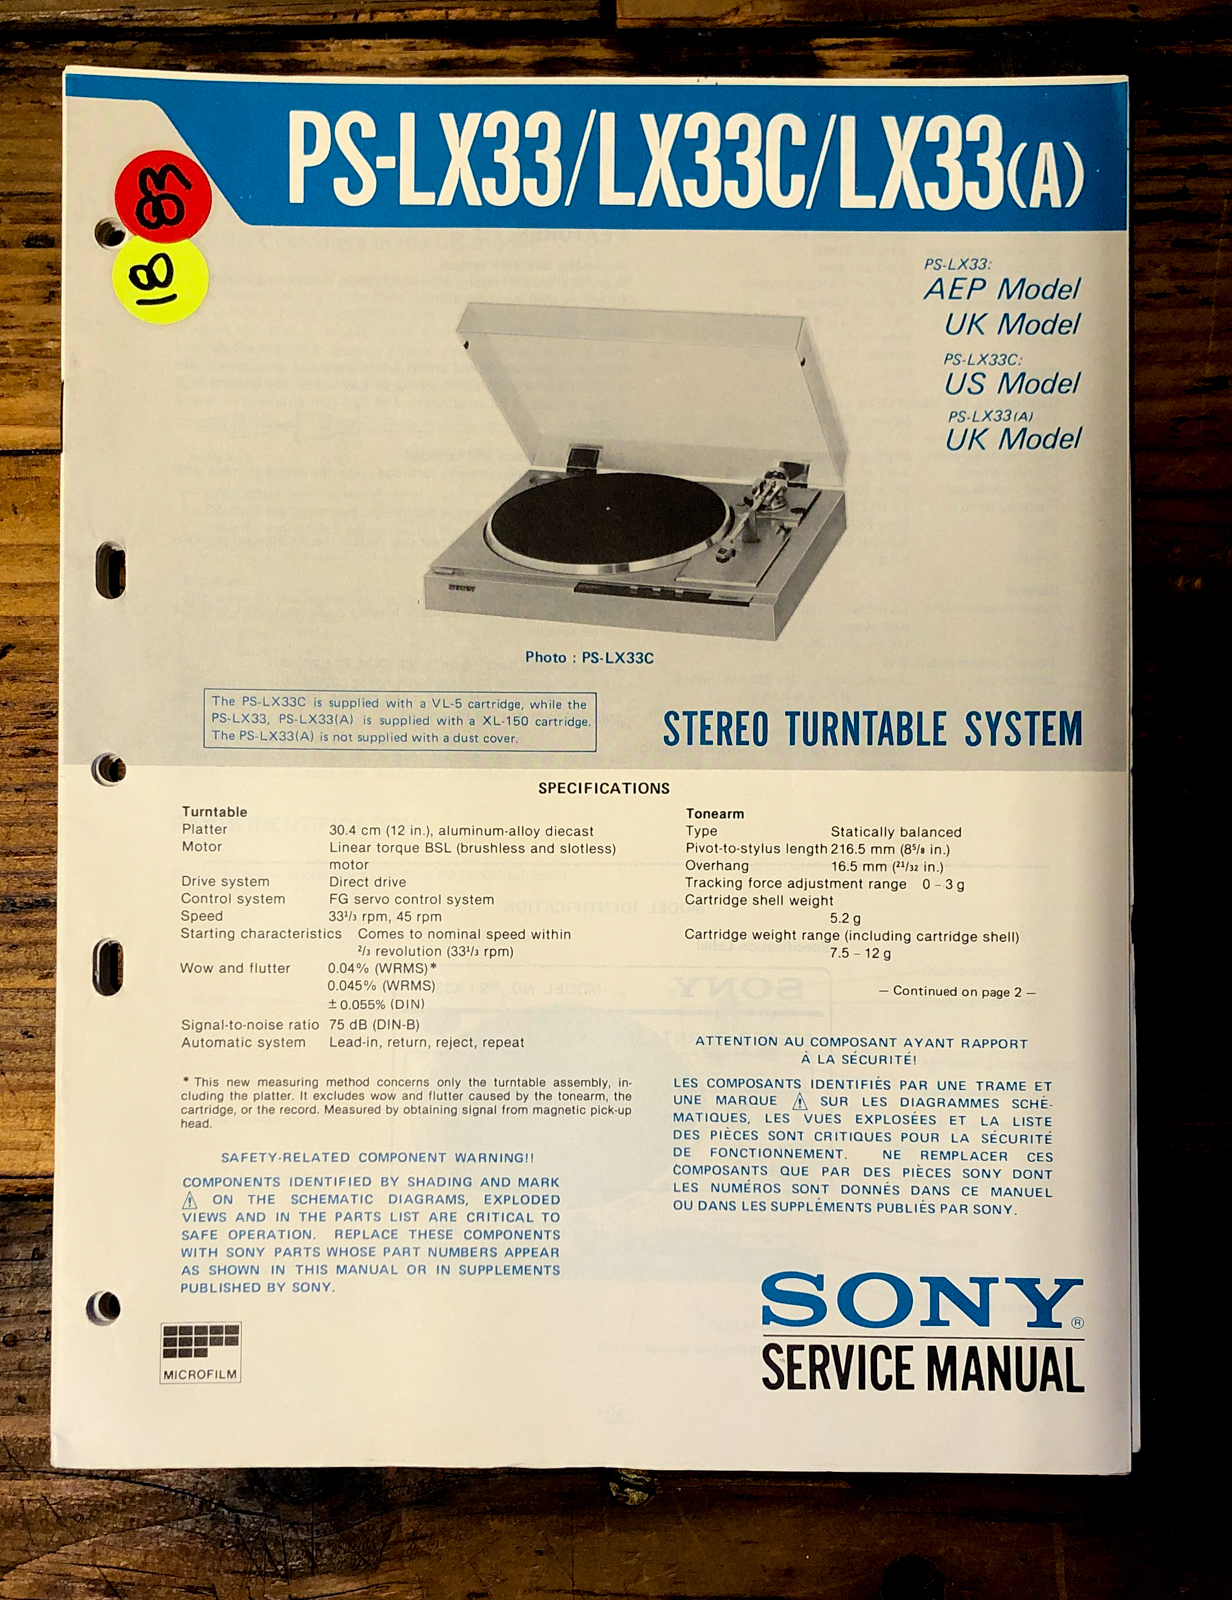 PS-LX33/LX33C/LX33(A)
83
18
PS-LX33:
AEP Model
UK Model
PS-LX33C:
US Model
PS-LX33(A)
UK Model
SONY
Photo : PS-LX33C
The PS-LX33C is supplied with a VL-5 cartridge, while the
PS-LX33, PS-LX33(A) is supplied with a XL-150 cartridge.
The PS-LX33(A) is not supplied with a dust cover.
STEREO TURNTABLE SYSTEM
SPECIFICATIONS
Turntable
Platter 30.4 cm (12 in.), aluminum-alloy diecast
Motor Linear torque BSL (brushless and slotless)
motor
Drive system Direct drive
Control system FG servo control system
Speed 33¹/₃ rpm, 45 rpm
Starting characteristics Comes to nominal speed within
²/₃ revolution (33¹/₃ rpm)
Wow and flutter 0.04% (WRMS)*
0.045% (WRMS)
±0.055% (DIN)
Signal-to-noise ratio 75 dB (DIN-B)
Automatic system Lead-in, return, reject, repeat
* This new measuring method concerns only the turntable assembly, in-
cluding the platter. It excludes wow and flutter caused by the tonearm, the
cartridge, or the record. Measured by obtaining signal from magnetic pick-up
head.
SAFETY-RELATED COMPONENT WARNING!!
COMPONENTS IDENTIFIED BY SHADING AND MARK
⚠ ON THE SCHEMATIC DIAGRAMS, EXPLODED
VIEWS AND IN THE PARTS LIST ARE CRITICAL TO
SAFE OPERATION. REPLACE THESE COMPONENTS
WITH SONY PARTS WHOSE PART NUMBERS APPEAR
AS SHOWN IN THIS MANUAL OR IN SUPPLEMENTS
PUBLISHED BY SONY.
MICROFILM
Tonearm
Type Statically balanced
Pivot-to-stylus length 216.5 mm (8⁵/₈ in.)
Overhang 16.5 mm (²¹/₃₂ in.)
Tracking force adjustment range 0 – 3 g
Cartridge shell weight
5.2 g
Cartridge weight range (including cartridge shell)
7.5 – 12 g
— Continued on page 2 —
ATTENTION AU COMPOSANT AYANT RAPPORT
À LA SÉCURITÉ!
LES COMPOSANTS IDENTIFIÉS PAR UNE TRAME ET
UNE MARQUE ⚠ SUR LES DIAGRAMMES SCHÉ-
MATIQUES, LES VUES EXPLOSÉES ET LA LISTE
DES PIÈCES SONT CRITIQUES POUR LA SÉCURITÉ
DE FONCTIONNEMENT. NE REMPLACER CES
COMPOSANTS QUE PAR DES PIÈCES SONY DONT
LES NUMÉROS SONT DONNÉS DANS CE MANUEL
OU DANS LES SUPPLÉMENTS PUBLIÉS PAR SONY.
SONY®
SERVICE MANUAL